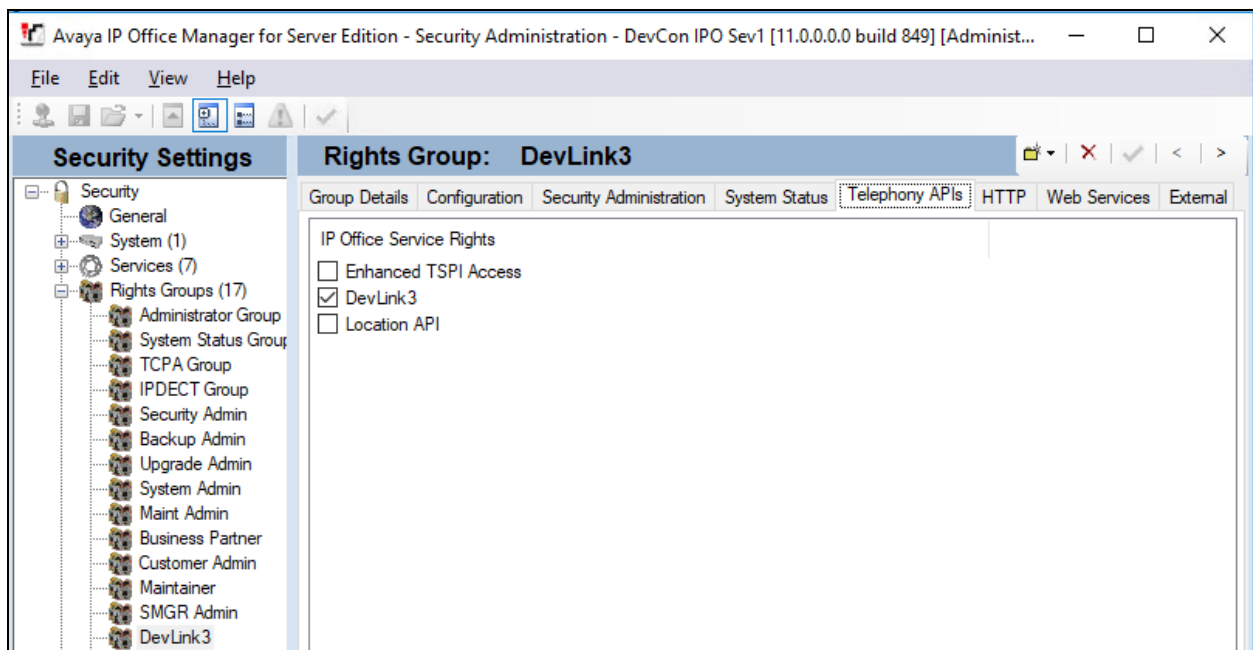 Avaya IP Office Manager for Server Edition - Security Administration - DevCon IPO Sev1 [11.0.0.0.0 build 849] [Administ...
File Edit View Help
Security Settings
Security
General
System (1)
Services (7)
Rights Groups (17)
Administrator Group
System Status Group
TCPA Group
IPDECT Group
Security Admin
Backup Admin
Upgrade Admin
System Admin
Maint Admin
Business Partner
Customer Admin
Maintainer
SMGR Admin
DevLink3
Rights Group: DevLink3
Group Details Configuration Security Administration System Status Telephony APIs HTTP Web Services External
IP Office Service Rights
Enhanced TSPI Access
DevLink3
Location API